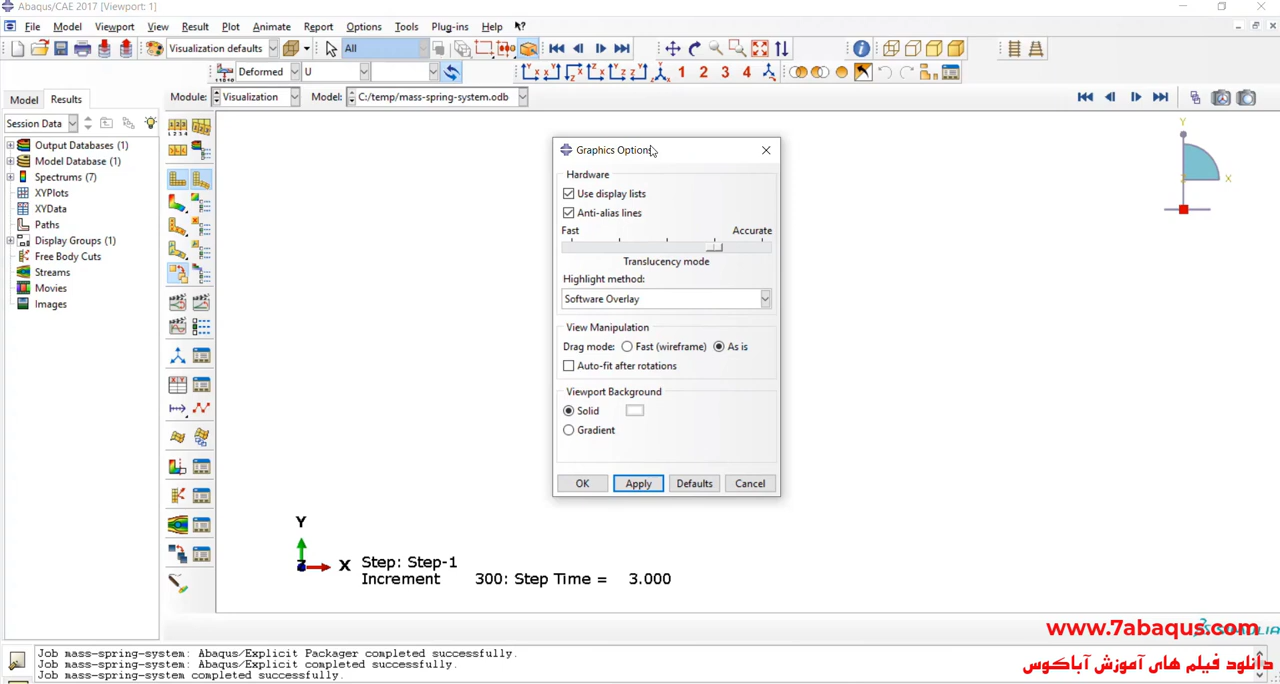 Abaqus/CAE 2017 [Viewport: 1]
File Model Viewport View Result Plot Animate Report Options Tools Plug-ins Help
Visualization defaults All
Deformed U 1 2 3 4
Model Results Module: Visualization Model: C:/temp/mass-spring-system.odb
Session Data
Output Databases (1)
Model Database (1)
Spectrums (7)
XYPlots
XYData
Paths
Display Groups (1)
Free Body Cuts
Streams
Movies
Images
Y
X
Graphics Options
Hardware
Use display lists
Anti-alias lines
Fast Accurate
Translucency mode
Highlight method:
Software Overlay
View Manipulation
Drag mode: Fast (wireframe) As is
Auto-fit after rotations
Viewport Background
Solid
Gradient
OK Apply Defaults Cancel
Y
X
Step: Step-1
Increment 300: Step Time = 3.000
www.7abaqus.com
دانلود فیلم های آموزش آباکوس
Job mass-spring-system: Abaqus/Explicit Packager completed successfully.
Job mass-spring-system: Abaqus/Explicit completed successfully.
Job mass-spring-system completed successfully.